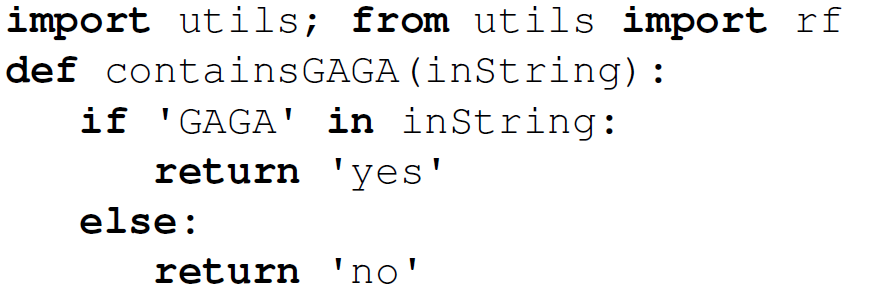 import utils; from utils import rf
def containsGAGA(inString):
    if 'GAGA' in inString:
        return 'yes'
    else:
        return 'no'